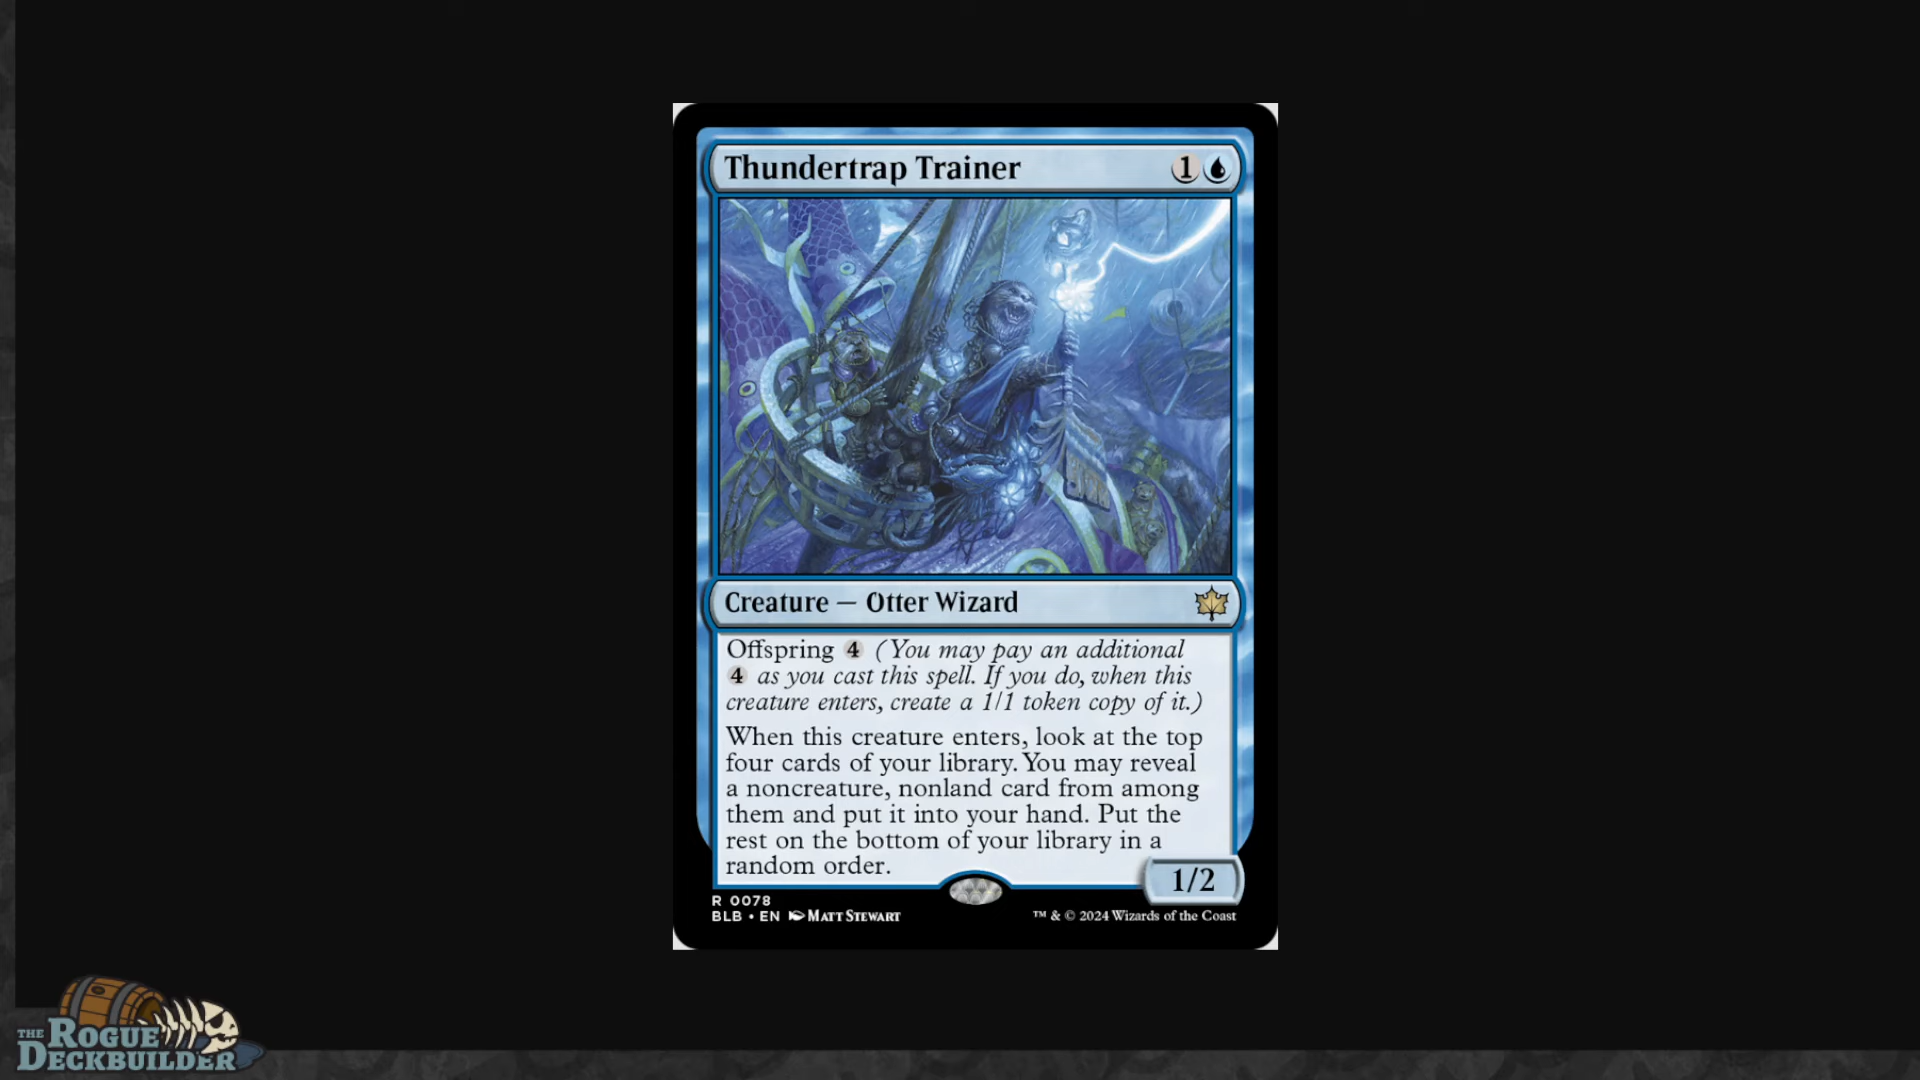 Thundertrap Trainer 1
Creature — Otter Wizard
Offspring 4 (You may pay an additional
4 as you cast this spell. If you do, when this
creature enters, create a 1/1 token copy of it.)
When this creature enters, look at the top
four cards of your library. You may reveal
a noncreature, nonland card from among
them and put it into your hand. Put the
rest on the bottom of your library in a
random order.
1/2
R 0078
BLB • EN Matt Stewart
™ & © 2024 Wizards of the Coast
THE ROGUE
DECKBUILDER